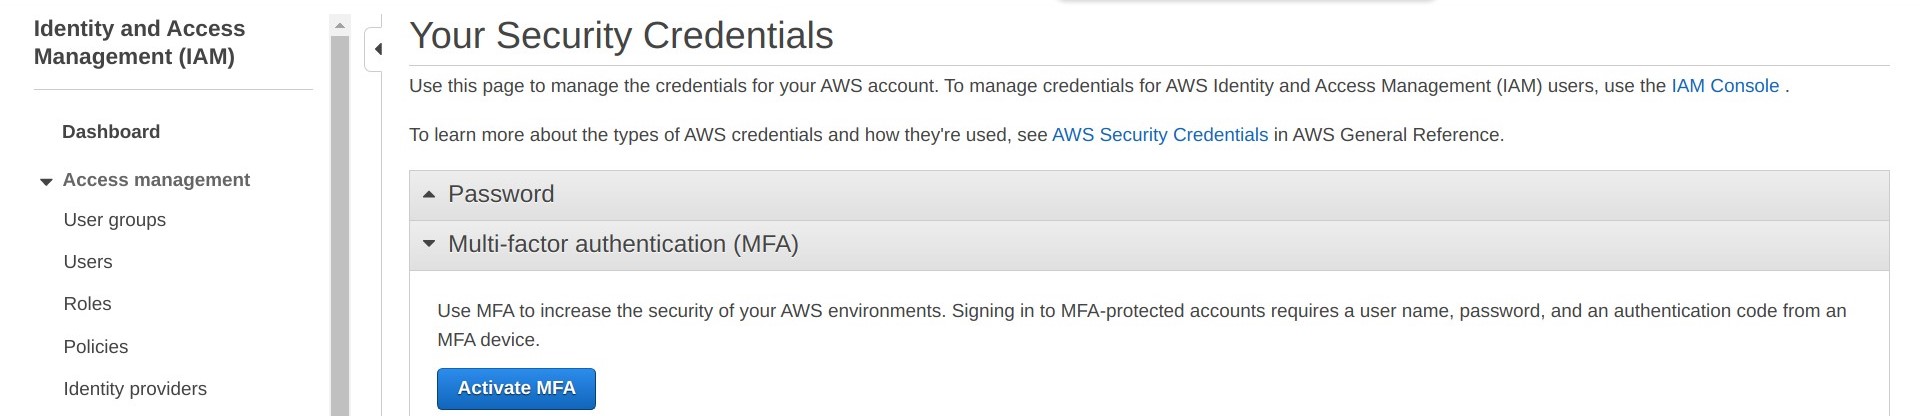 Identity and Access
Management (IAM)
Dashboard
Access management
User groups
Users
Roles
Policies
Identity providers
Your Security Credentials
Use this page to manage the credentials for your AWS account. To manage credentials for AWS Identity and Access Management (IAM) users, use the IAM Console .
To learn more about the types of AWS credentials and how they're used, see AWS Security Credentials in AWS General Reference.
Password
Multi-factor authentication (MFA)
Use MFA to increase the security of your AWS environments. Signing in to MFA-protected accounts requires a user name, password, and an authentication code from an
MFA device.
Activate MFA